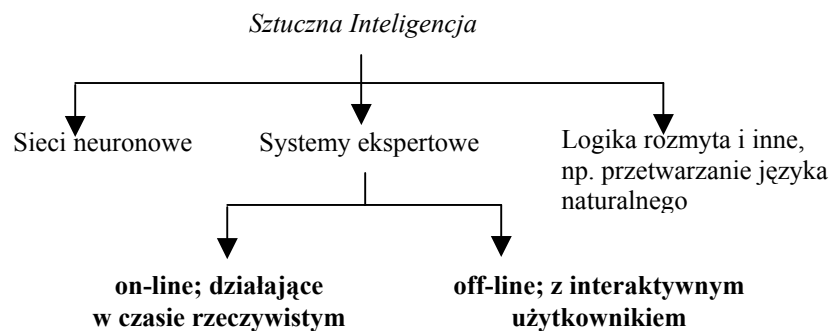 Sztuczna Inteligencja
Sieci neuronowe
Systemy ekspertowe
Logika rozmyta i inne,
np. przetwarzanie języka
naturalnego
on-line; działające
w czasie rzeczywistym
off-line; z interaktywnym
użytkownikiem